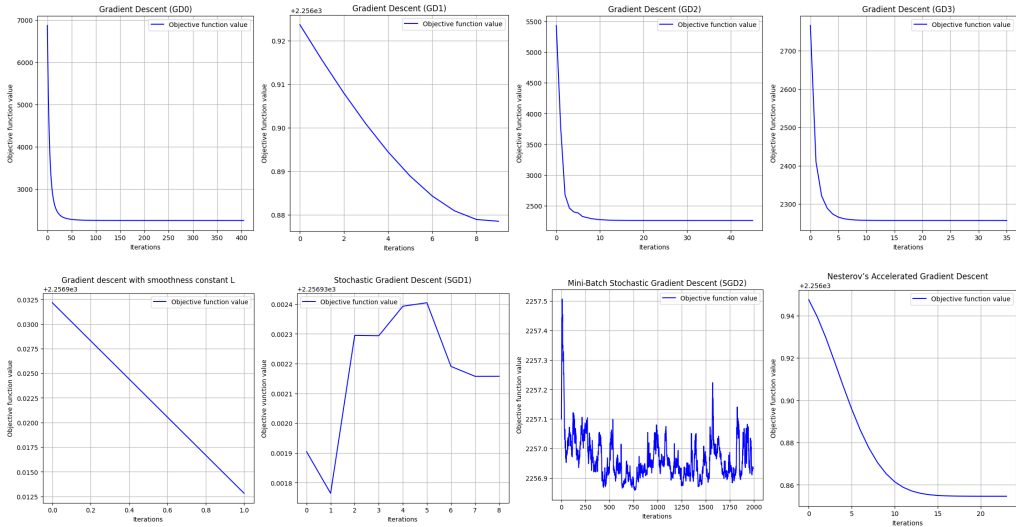 Gradient Descent (GD0)
Objective function value
7000
6000
5000
4000
3000
0
50
100
150
200
250
300
350
400
Iterations
Objective function value
Gradient Descent (GD1)
+2.256e3
Objective function value
0.92
0.91
0.90
0.89
0.88
0
2
4
6
8
Iterations
Objective function value
Gradient Descent (GD2)
Objective function value
5500
5000
4500
4000
3500
3000
2500
0
10
20
30
40
Iterations
Objective function value
Gradient Descent (GD3)
Objective function value
2700
2600
2500
2400
2300
0
5
10
15
20
25
30
35
Iterations
Objective function value
Gradient descent with smoothness constant L
+2.2569e3
Objective function value
0.0325
0.0300
0.0275
0.0250
0.0225
0.0200
0.0175
0.0150
0.0125
0.0
0.2
0.4
0.6
0.8
1.0
Iterations
Objective function value
Stochastic Gradient Descent (SGD1)
+2.25693e3
Objective function value
0.0024
0.0023
0.0022
0.0021
0.0020
0.0019
0.0018
0
1
2
3
4
5
6
7
8
Iterations
Objective vunction value
Mini-Batch Stochastic Gradient Descent (SGD2)
Objective function value
2257.5
2257.4
2257.3
2257.2
2257.1
2257.0
2256.9
0
250
500
750
1000
1250
1500
1750
2000
Iterations
Objective function value
Nesterov's Accelerated Gradient Descent
+2.256e3
Objective function value
0.94
0.92
0.90
0.88
0.86
0
5
10
15
20
Iterations
Objective function value